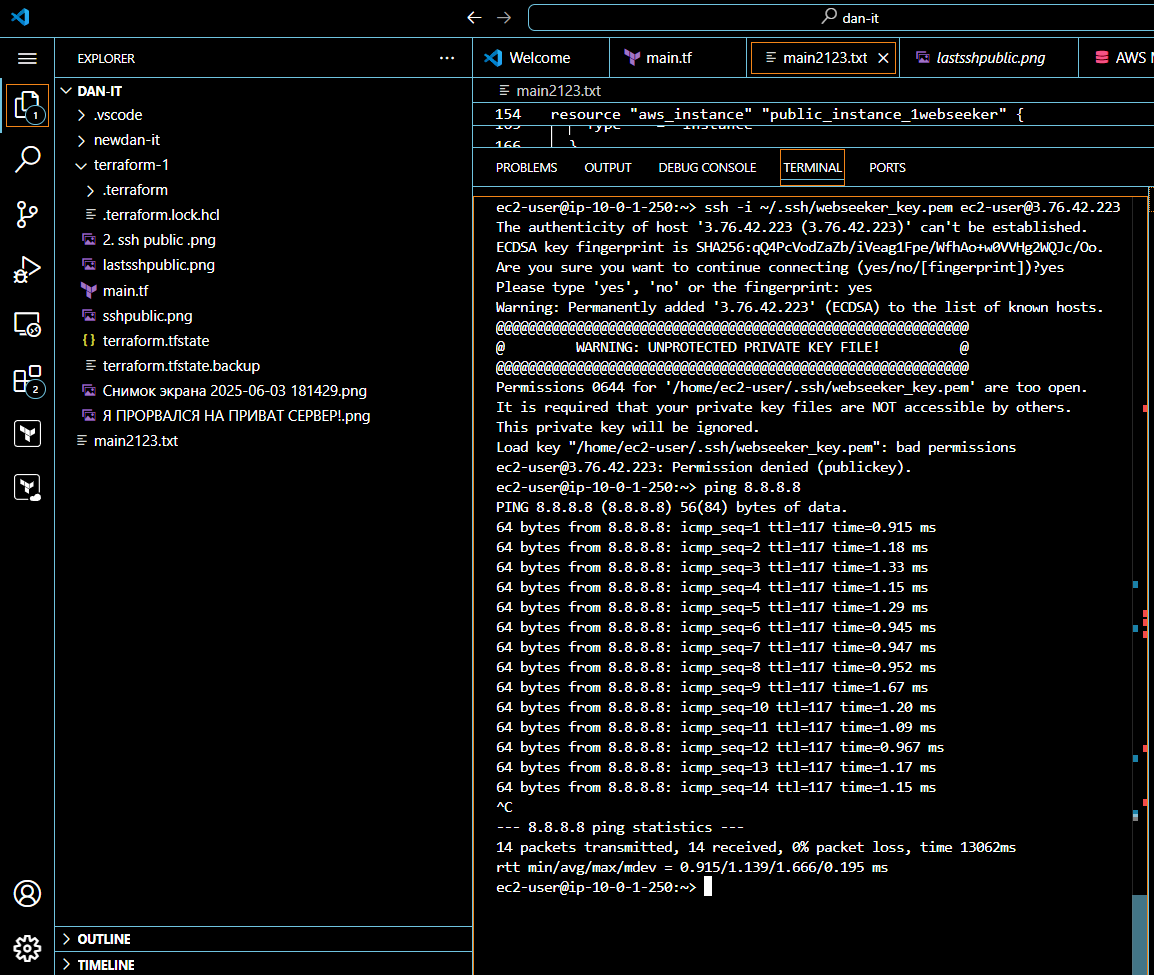 dan-it
EXPLORER
DAN-IT
.vscode
newdan-it
terraform-1
.terraform
.terraform.lock.hcl
2. ssh public .png
lastsshpublic.png
main.tf
sshpublic.png
{} terraform.tfstate
terraform.tfstate.backup
Снимок экрана 2025-06-03 181429.png
Я ПРОРВАЛСЯ НА ПРИВАТ СЕРВЕР!.png
main2123.txt
OUTLINE
TIMELINE
1
2
Welcome main.tf main2123.txt lastsshpublic.png AWS
main2123.txt
154 resource "aws_instance" "public_instance_1webseeker" {
166 }
PROBLEMS OUTPUT DEBUG CONSOLE TERMINAL PORTS
ec2-user@ip-10-0-1-250:~> ssh -i ~/.ssh/webseeker_key.pem ec2-user@3.76.42.223
The authenticity of host '3.76.42.223 (3.76.42.223)' can't be established.
ECDSA key fingerprint is SHA256:qQ4PcVodZaZb/iVeag1Fpe/WfhAo+w0VVHg2WQJc/Oo.
Are you sure you want to continue connecting (yes/no/[fingerprint])?yes
Please type 'yes', 'no' or the fingerprint: yes
Warning: Permanently added '3.76.42.223' (ECDSA) to the list of known hosts.
@@@@@@@@@@@@@@@@@@@@@@@@@@@@@@@@@@@@@@@@@@@@@@@@@@@@@@@@@@@
@         WARNING: UNPROTECTED PRIVATE KEY FILE!          @
@@@@@@@@@@@@@@@@@@@@@@@@@@@@@@@@@@@@@@@@@@@@@@@@@@@@@@@@@@@
Permissions 0644 for '/home/ec2-user/.ssh/webseeker_key.pem' are too open.
It is required that your private key files are NOT accessible by others.
This private key will be ignored.
Load key "/home/ec2-user/.ssh/webseeker_key.pem": bad permissions
ec2-user@3.76.42.223: Permission denied (publickey).
ec2-user@ip-10-0-1-250:~> ping 8.8.8.8
PING 8.8.8.8 (8.8.8.8) 56(84) bytes of data.
64 bytes from 8.8.8.8: icmp_seq=1 ttl=117 time=0.915 ms
64 bytes from 8.8.8.8: icmp_seq=2 ttl=117 time=1.18 ms
64 bytes from 8.8.8.8: icmp_seq=3 ttl=117 time=1.33 ms
64 bytes from 8.8.8.8: icmp_seq=4 ttl=117 time=1.15 ms
64 bytes from 8.8.8.8: icmp_seq=5 ttl=117 time=1.29 ms
64 bytes from 8.8.8.8: icmp_seq=6 ttl=117 time=0.945 ms
64 bytes from 8.8.8.8: icmp_seq=7 ttl=117 time=0.947 ms
64 bytes from 8.8.8.8: icmp_seq=8 ttl=117 time=0.952 ms
64 bytes from 8.8.8.8: icmp_seq=9 ttl=117 time=1.67 ms
64 bytes from 8.8.8.8: icmp_seq=10 ttl=117 time=1.20 ms
64 bytes from 8.8.8.8: icmp_seq=11 ttl=117 time=1.09 ms
64 bytes from 8.8.8.8: icmp_seq=12 ttl=117 time=0.967 ms
64 bytes from 8.8.8.8: icmp_seq=13 ttl=117 time=1.17 ms
64 bytes from 8.8.8.8: icmp_seq=14 ttl=117 time=1.15 ms
^C
--- 8.8.8.8 ping statistics ---
14 packets transmitted, 14 received, 0% packet loss, time 13062ms
rtt min/avg/max/mdev = 0.915/1.139/1.666/0.195 ms
ec2-user@ip-10-0-1-250:~>